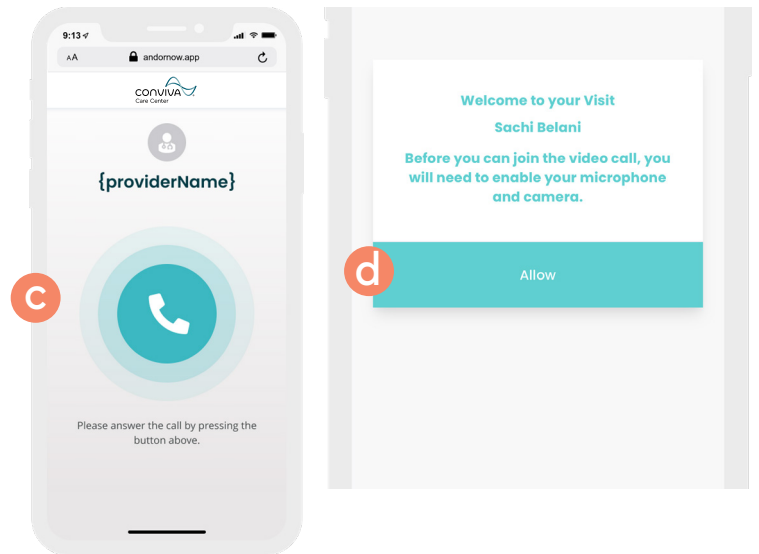 9:13
AA
andornow.app
CONVIVA
Care Center
{providerName}
c
Please answer the call by pressing the
button above.
Welcome to your Visit
Sachi Belani
Before you can join the video call, you
will need to enable your microphone
and camera.
d
Allow